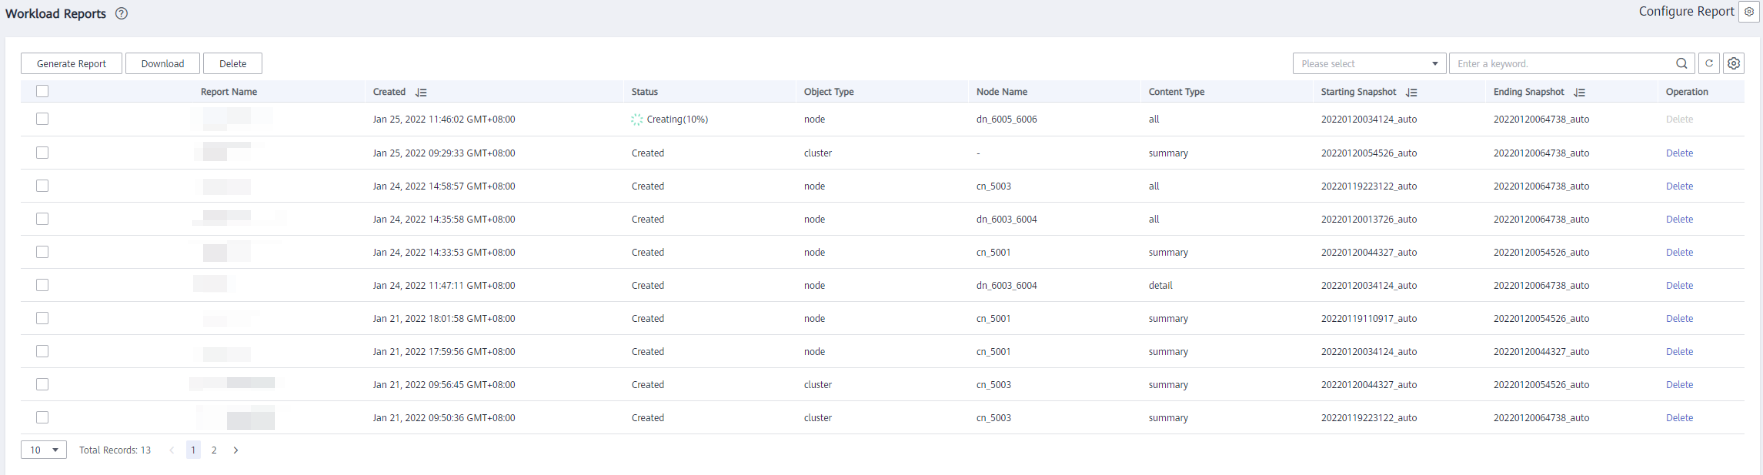 Workload Reports ?
Configure Report
Generate Report Download Delete
Please select Enter a keyword.
Report Name Created Status Object Type Node Name Content Type Starting Snapshot Ending Snapshot Operation
Jan 25, 2022 11:46:02 GMT+08:00 Creating(10%) node dn_6005_6006 all 20220120034124_auto 20220120064738_auto Delete
Jan 25, 2022 09:29:33 GMT+08:00 Created cluster - summary 20220120054526_auto 20220120064738_auto Delete
Jan 24, 2022 14:58:57 GMT+08:00 Created node cn_5003 all 20220119223122_auto 20220120064738_auto Delete
Jan 24, 2022 14:35:58 GMT+08:00 Created node dn_6003_6004 all 20220120013726_auto 20220120064738_auto Delete
Jan 24, 2022 14:33:53 GMT+08:00 Created node cn_5001 summary 20220120044327_auto 20220120054526_auto Delete
Jan 24, 2022 11:47:11 GMT+08:00 Created node dn_6003_6004 detail 20220120034124_auto 20220120064738_auto Delete
Jan 21, 2022 18:01:58 GMT+08:00 Created node cn_5001 summary 20220119110917_auto 20220120054526_auto Delete
Jan 21, 2022 17:59:56 GMT+08:00 Created node cn_5001 summary 20220120034124_auto 20220120044327_auto Delete
Jan 21, 2022 09:56:45 GMT+08:00 Created cluster cn_5003 summary 20220120044327_auto 20220120054526_auto Delete
Jan 21, 2022 09:50:36 GMT+08:00 Created cluster cn_5003 summary 20220119223122_auto 20220120064738_auto Delete
10 Total Records: 13 < 1 2 >